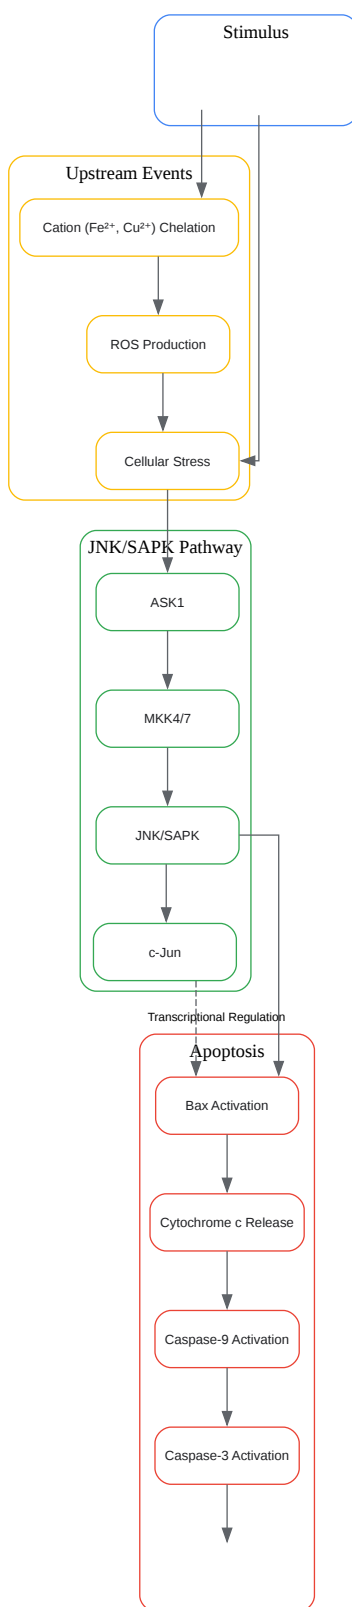 Stimulus
Upstream Events
Cation (Fe²⁺, Cu²⁺) Chelation
ROS Production
Cellular Stress
JNK/SAPK Pathway
ASK1
MKK4/7
JNK/SAPK
c-Jun
Transcriptional Regulation
Apoptosis
Bax Activation
Cytochrome c Release
Caspase-9 Activation
Caspase-3 Activation